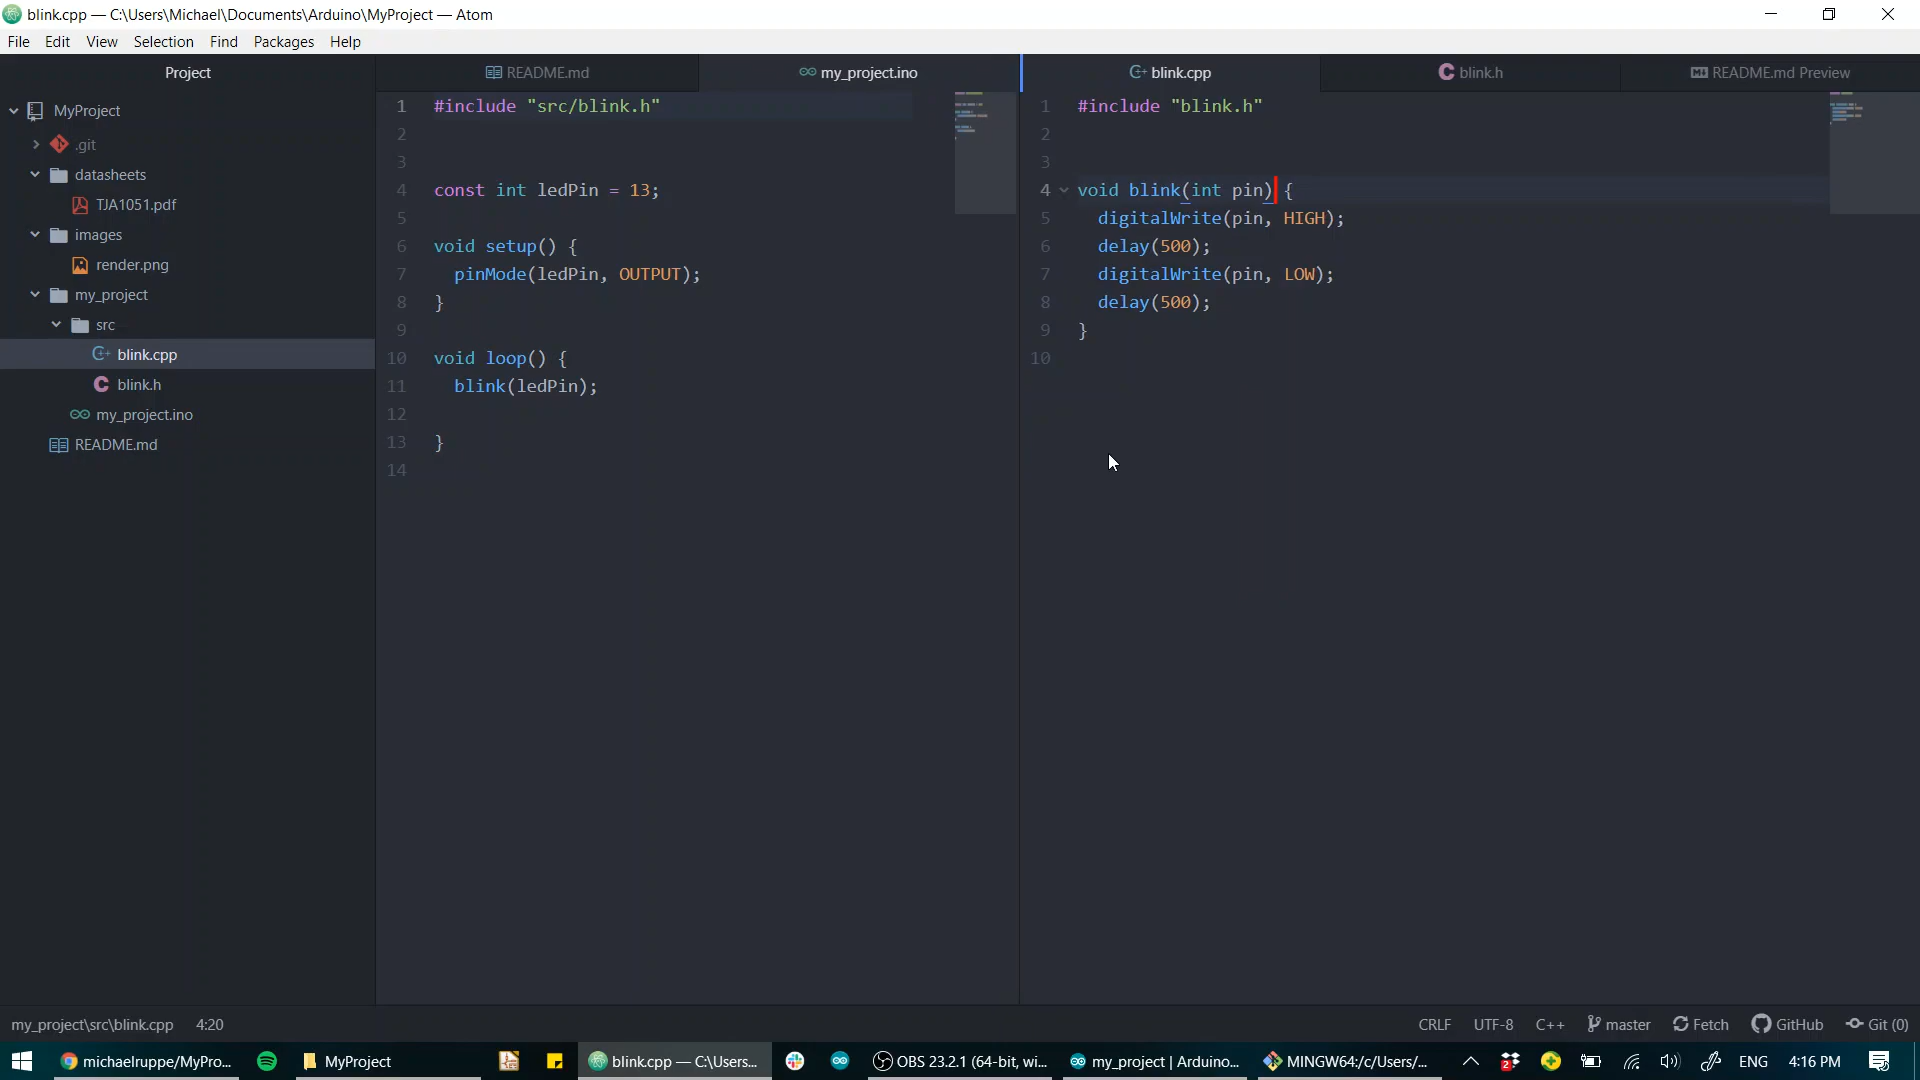 blink.cpp — C:\Users\Michael\Documents\Arduino\MyProject — Atom
File Edit View Selection Find Packages Help
Project
MyProject
.git
datasheets
TJA1051.pdf
images
render.png
my_project
src
blink.cpp
blink.h
my_project.ino
README.md
README.md my_project.ino
1 #include "src/blink.h"
2
3
4 const int ledPin = 13;
5
6 void setup() {
7 pinMode(ledPin, OUTPUT);
8 }
9
10 void loop() {
11 blink(ledPin);
12
13 }
14
blink.cpp blink.h README.md Preview
1 #include "blink.h"
2
3
4 void blink(int pin) {
5 digitalWrite(pin, HIGH);
6 delay(500);
7 digitalWrite(pin, LOW);
8 delay(500);
9 }
10
my_project\src\blink.cpp 4:20 CRLF UTF-8 C++ master Fetch GitHub Git (0)
michaelruppe/MyPro... MyProject blink.cpp — C:\Users... OBS 23.2.1 (64-bit, wi... my_project | Arduino... MINGW64:/c/Users/... 2 ENG 4:16 PM